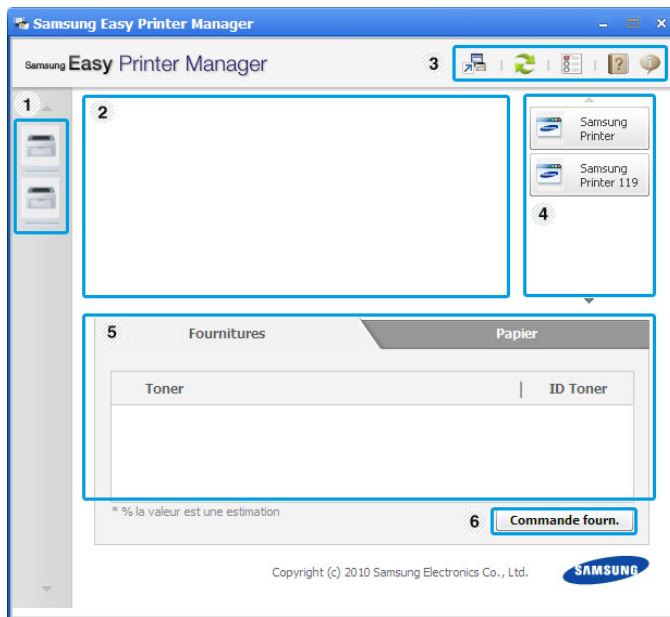 Samsung Easy Printer Manager
Samsung Easy Printer Manager
3
1
2
Samsung
Printer
Samsung
Printer 119
4
5
Fournitures
Papier
Toner
ID Toner
* % la valeur est une estimation
6
Commande fourn.
Copyright (c) 2010 Samsung Electronics Co., Ltd.
SAMSUNG